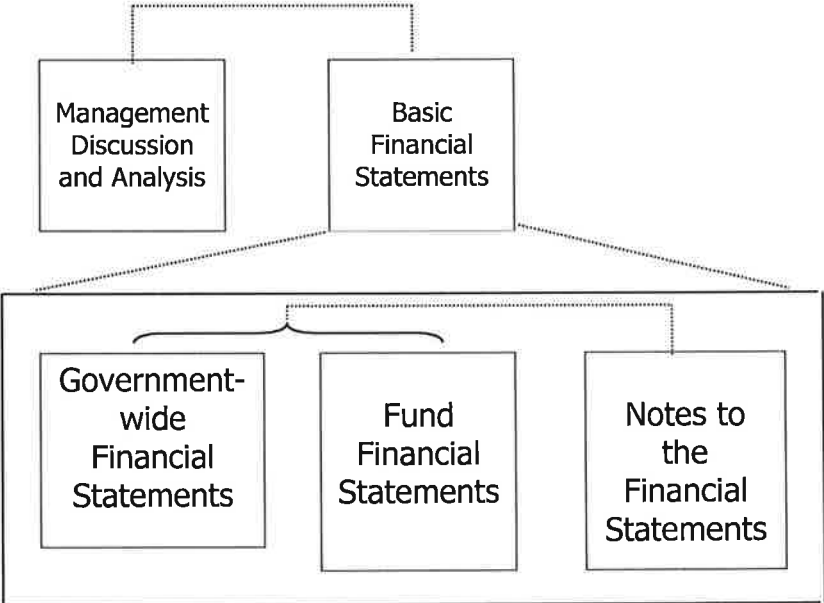 Management
Discussion
and Analysis
Basic
Financial
Statements
Government-
wide
Financial
Statements
Fund
Financial
Statements
Notes to
the
Financial
Statements